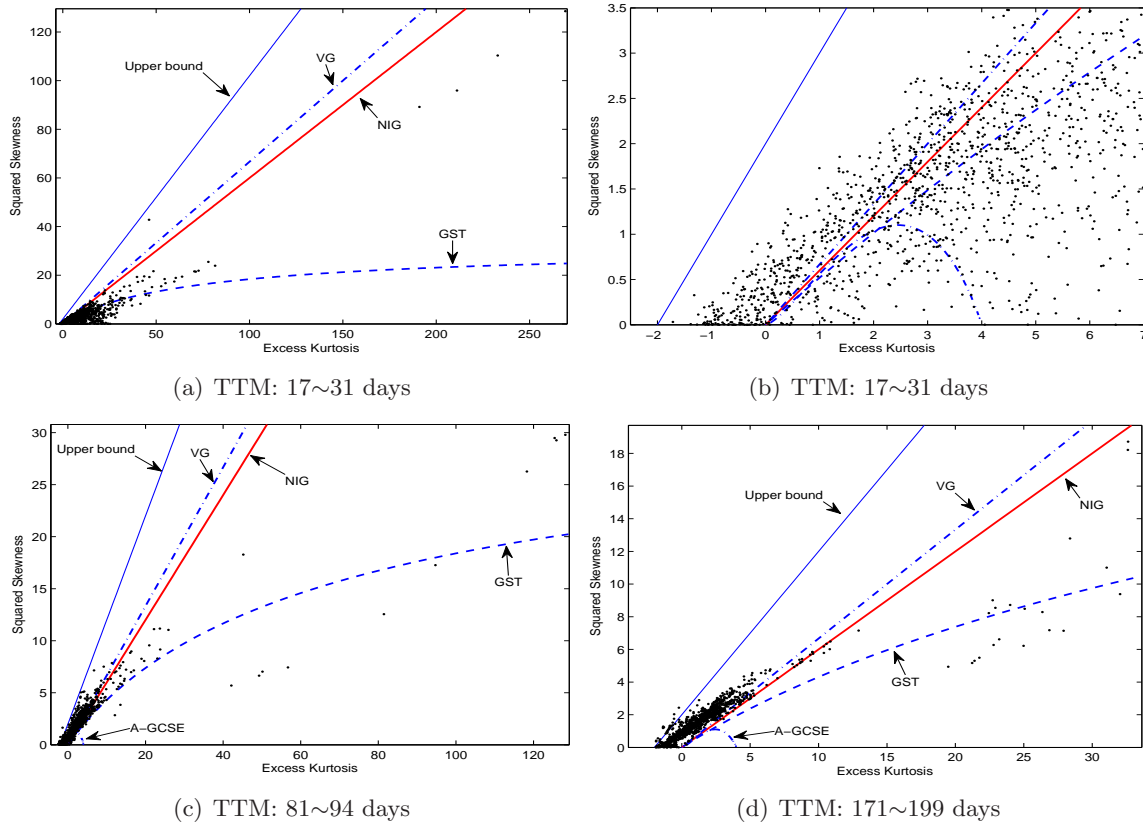 120
100
80
60
40
20
0
Squared Skewness
Upper bound
VG
NIG
GST
0
50
100
150
200
250
Excess Kurtosis
(a) TTM: 17~31 days
3.5
3
2.5
2
1.5
1
0.5
0
Squared Skewness
−2
−1
0
1
2
3
4
5
6
7
Excess Kurtosis
(b) TTM: 17~31 days
30
25
20
15
10
5
0
Squared Skewness
Upper bound
VG
NIG
GST
A−GCSE
0
20
40
60
80
100
120
Excess Kurtosis
(c) TTM: 81~94 days
18
16
14
12
10
8
6
4
2
0
Squared Skewness
Upper bound
VG
NIG
GST
A−GCSE
0
5
10
15
20
25
30
Excess Kurtosis
(d) TTM: 171~199 days